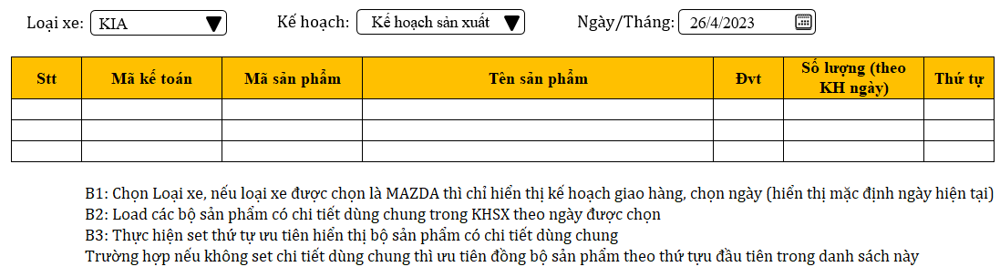 Loại xe: KIA Kế hoạch: Kế hoạch sản xuất Ngày/Tháng: 26/4/2023
Stt Mã kế toán Mã sản phẩm Tên sản phẩm Đvt Số lượng (theo KH ngày) Thứ tự
B1: Chọn Loại xe, nếu loại xe được chọn là MAZDA thì chỉ hiển thị kế hoạch giao hàng, chọn ngày (hiển thị mặc định ngày hiện tại)
B2: Load các bộ sản phẩm có chi tiết dùng chung trong KHSX theo ngày được chọn
B3: Thực hiện set thứ tự ưu tiên hiển thị bộ sản phẩm có chi tiết dùng chung
Trường hợp nếu không set chi tiết dùng chung thì ưu tiên đồng bộ sản phẩm theo thứ tựu đầu tiên trong danh sách này